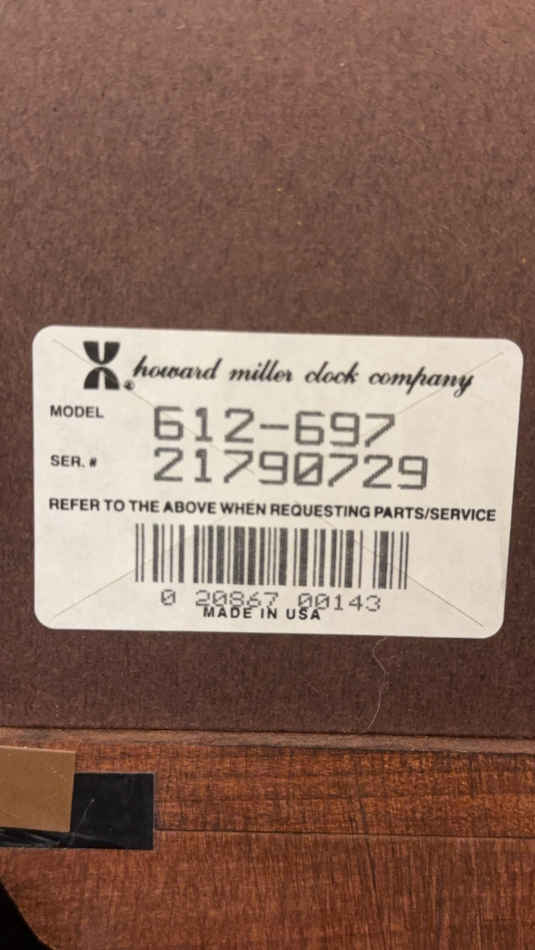 howard miller clock company
MODEL 612-697
SER. # 21790729
REFER TO THE ABOVE WHEN REQUESTING PARTS/SERVICE
0 20867 00143
MADE IN USA